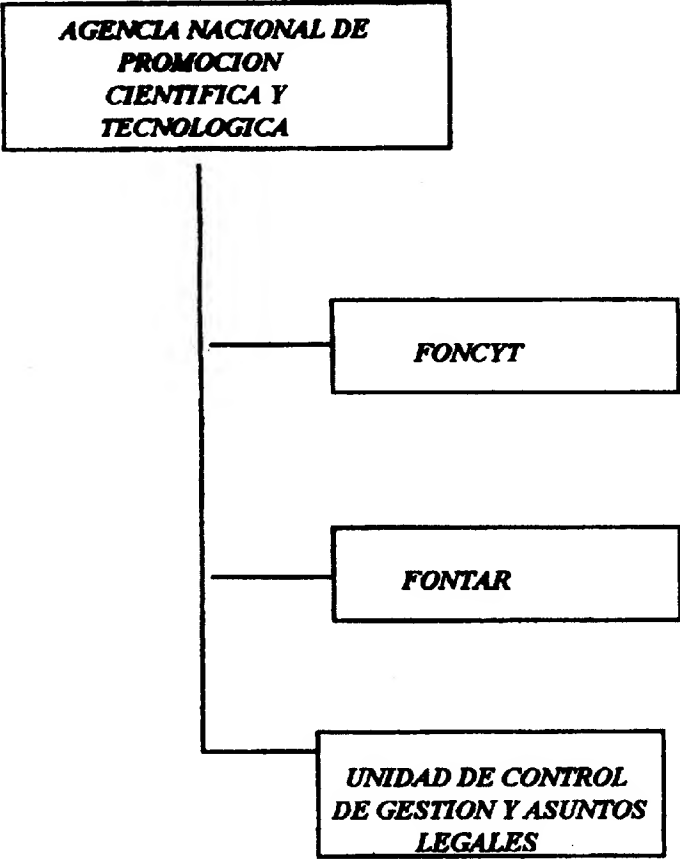 AGENCIA NACIONAL DE
PROMOCION
CIENTIFICA Y
TECNOLOGICA
FONCYT
FONTAR
UNIDAD DE CONTROL
DE GESTION Y ASUNTOS
LEGALES